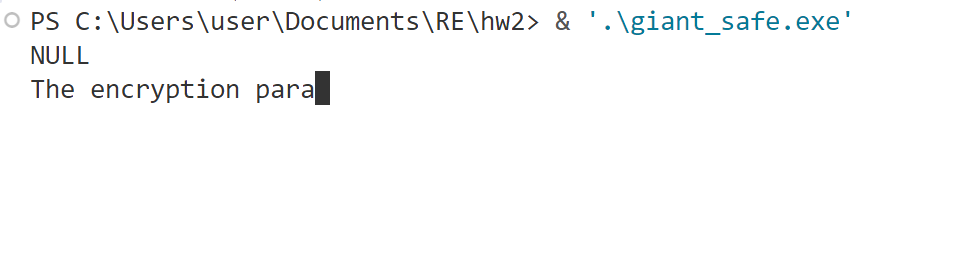 PS C:\Users\user\Documents\RE\hw2> & '.\giant_safe.exe'
NULL
The encryption para